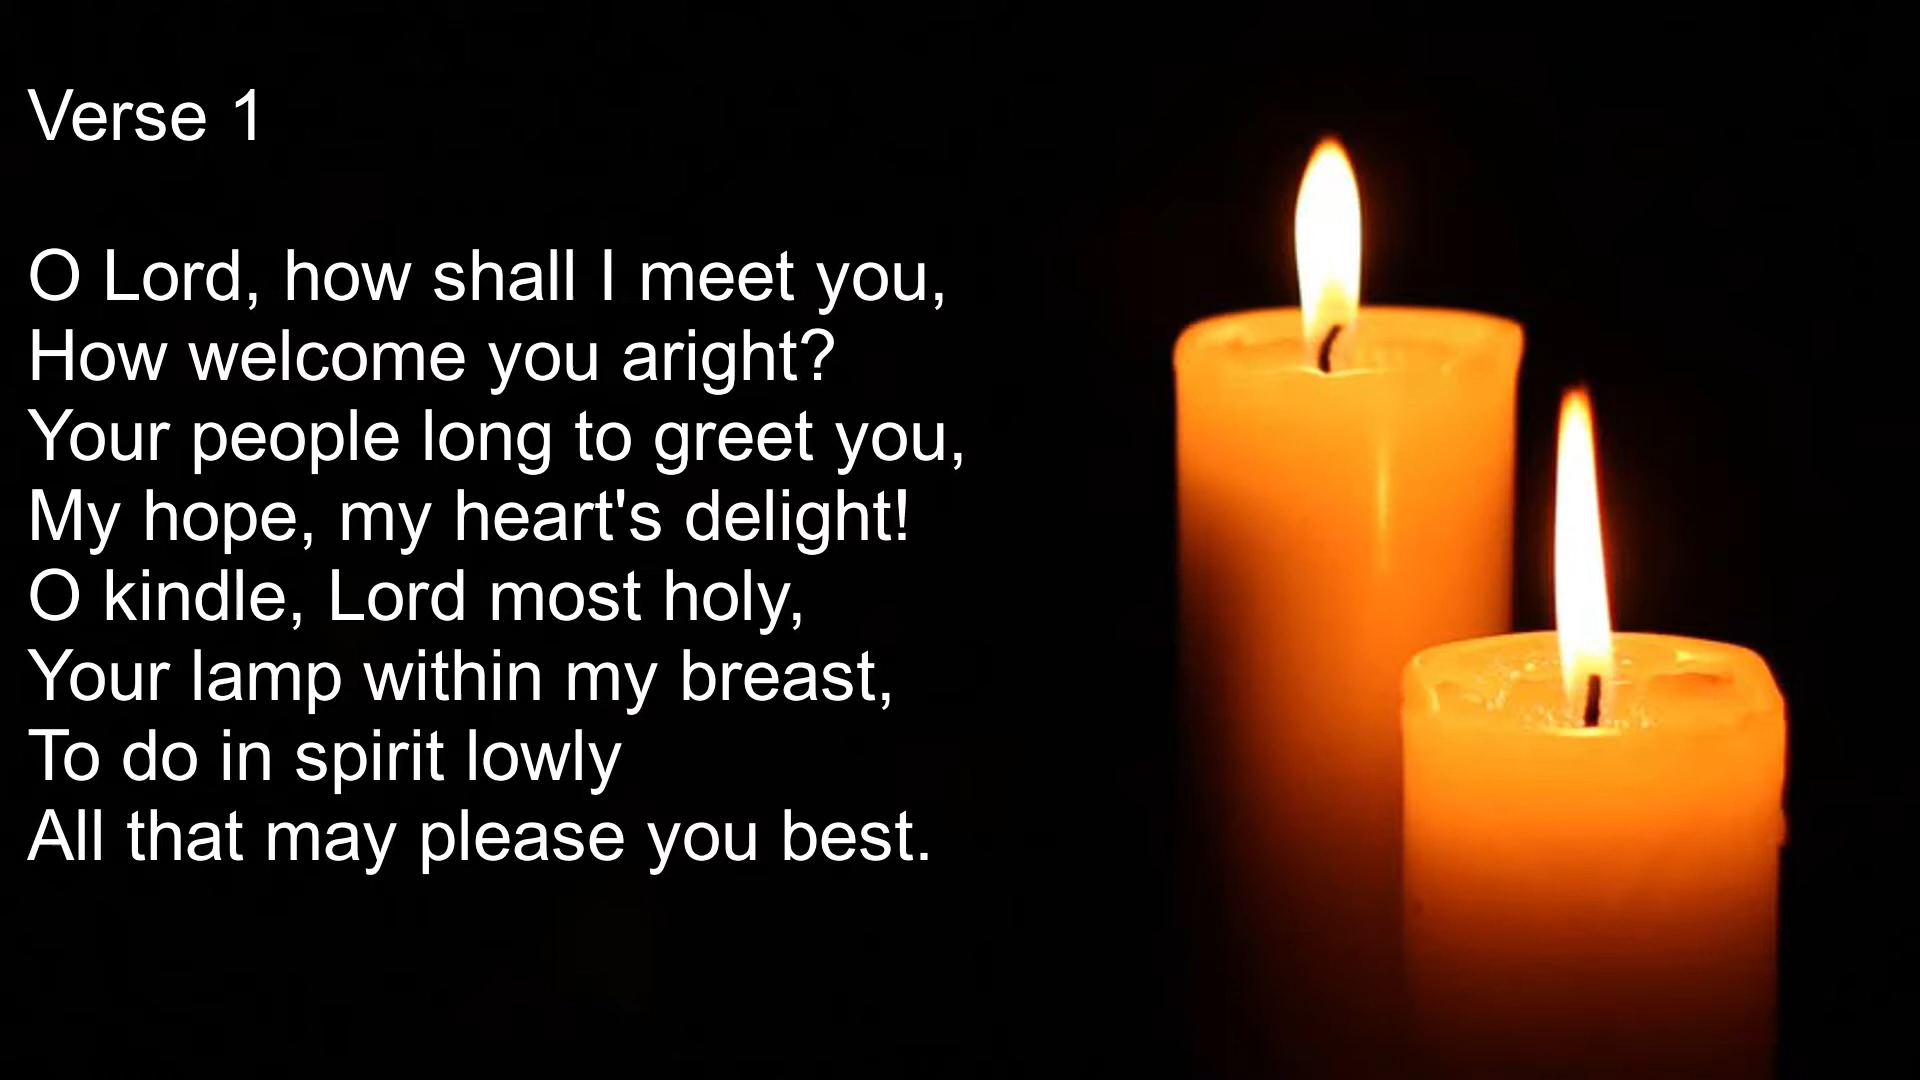 Verse 1
O Lord, how shall I meet you,
How welcome you aright?
Your people long to greet you,
My hope, my heart's delight!
O kindle, Lord most holy,
Your lamp within my breast,
To do in spirit lowly
All that may please you best.